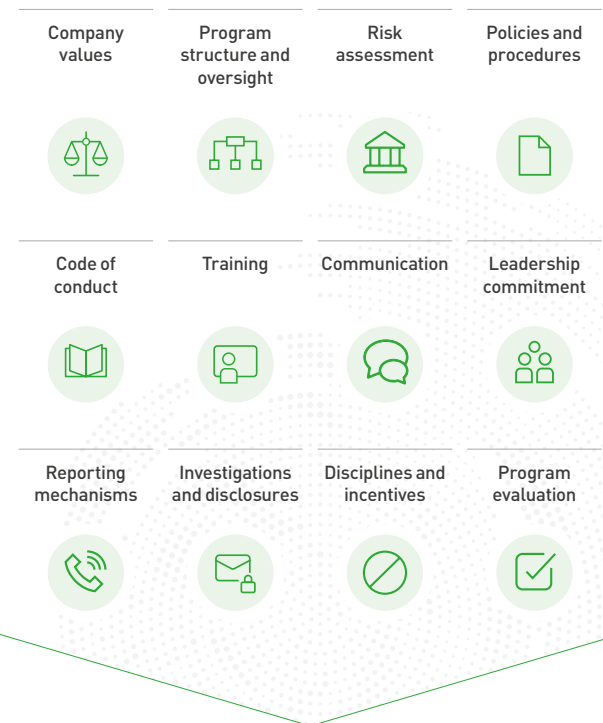 Company
values
Program
structure and
oversight
Risk
assessment
Policies and
procedures
Code of
conduct
Training
Communication
Leadership
commitment
Reporting
mechanisms
Investigations
and disclosures
Disciplines and
incentives
Program
evaluation